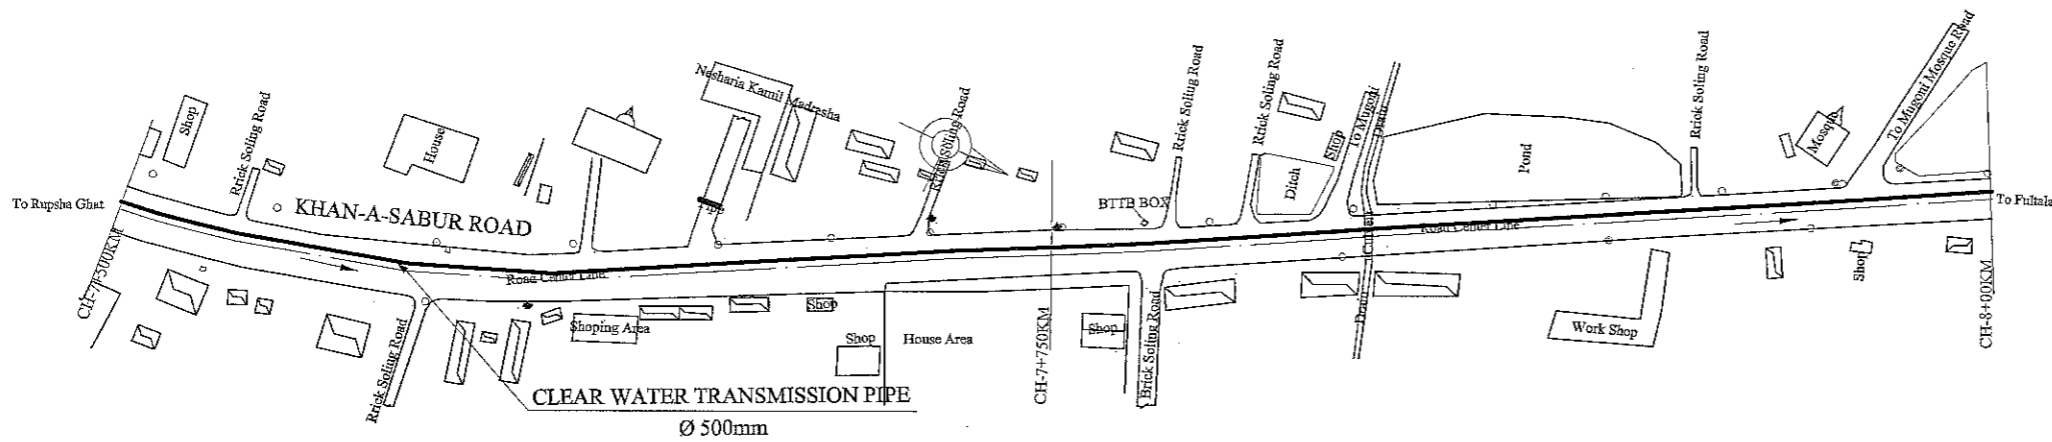 To Rupsha Ghat
CH-7+500KM
Shop
Rrick Soling Road
KHAN-A-SABUR ROAD
House
Nesharia Kamil Madrasha
Pipe
Rrick Soling Road
BTTB BOX
Rrick Soling Road
Rrick Soling Road
Ditch
Shop
To Mugoni
Drain
Pond
Rrick Soling Road
Mosque
To Mugoni Mosque Road
To Fultala
Road Center Line
Road Center Line
Culvart
Rrick Soling Road
Shoping Area
Shop
Shop
House Area
CH-7+750KM
Shop
Brick Soling Road
Drain
Work Shop
Shop
CH-8+00KM
CLEAR WATER TRANSMISSION PIPE
Ø 500mm